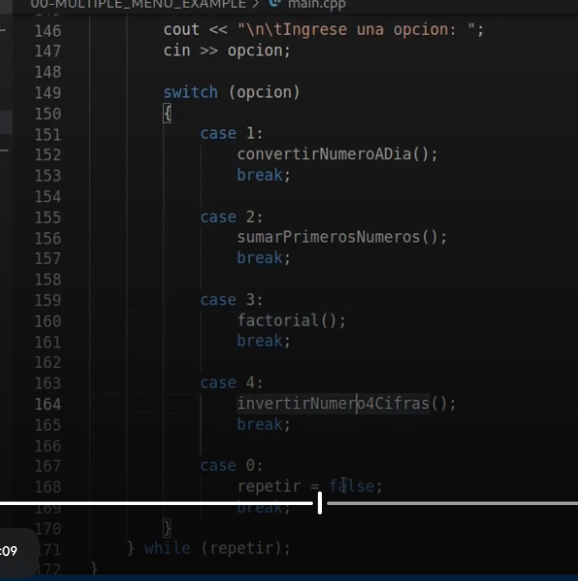 00-MULTIPLE_MENU_EXAMPLE > main.cpp
146 cout << "\n\tIngrese una opcion: ";
147 cin >> opcion;
148
149 switch (opcion)
150 {
151 case 1:
152 convertirNumeroADia();
153 break;
154
155 case 2:
156 sumarPrimerosNumeros();
157 break;
158
159 case 3:
160 factorial();
161 break;
162
163 case 4:
164 invertirNumero4Cifras();
165 break;
166
167 case 0:
168 repetir = false;
169 break;
170 }
:09 171 } while (repetir);
172 }